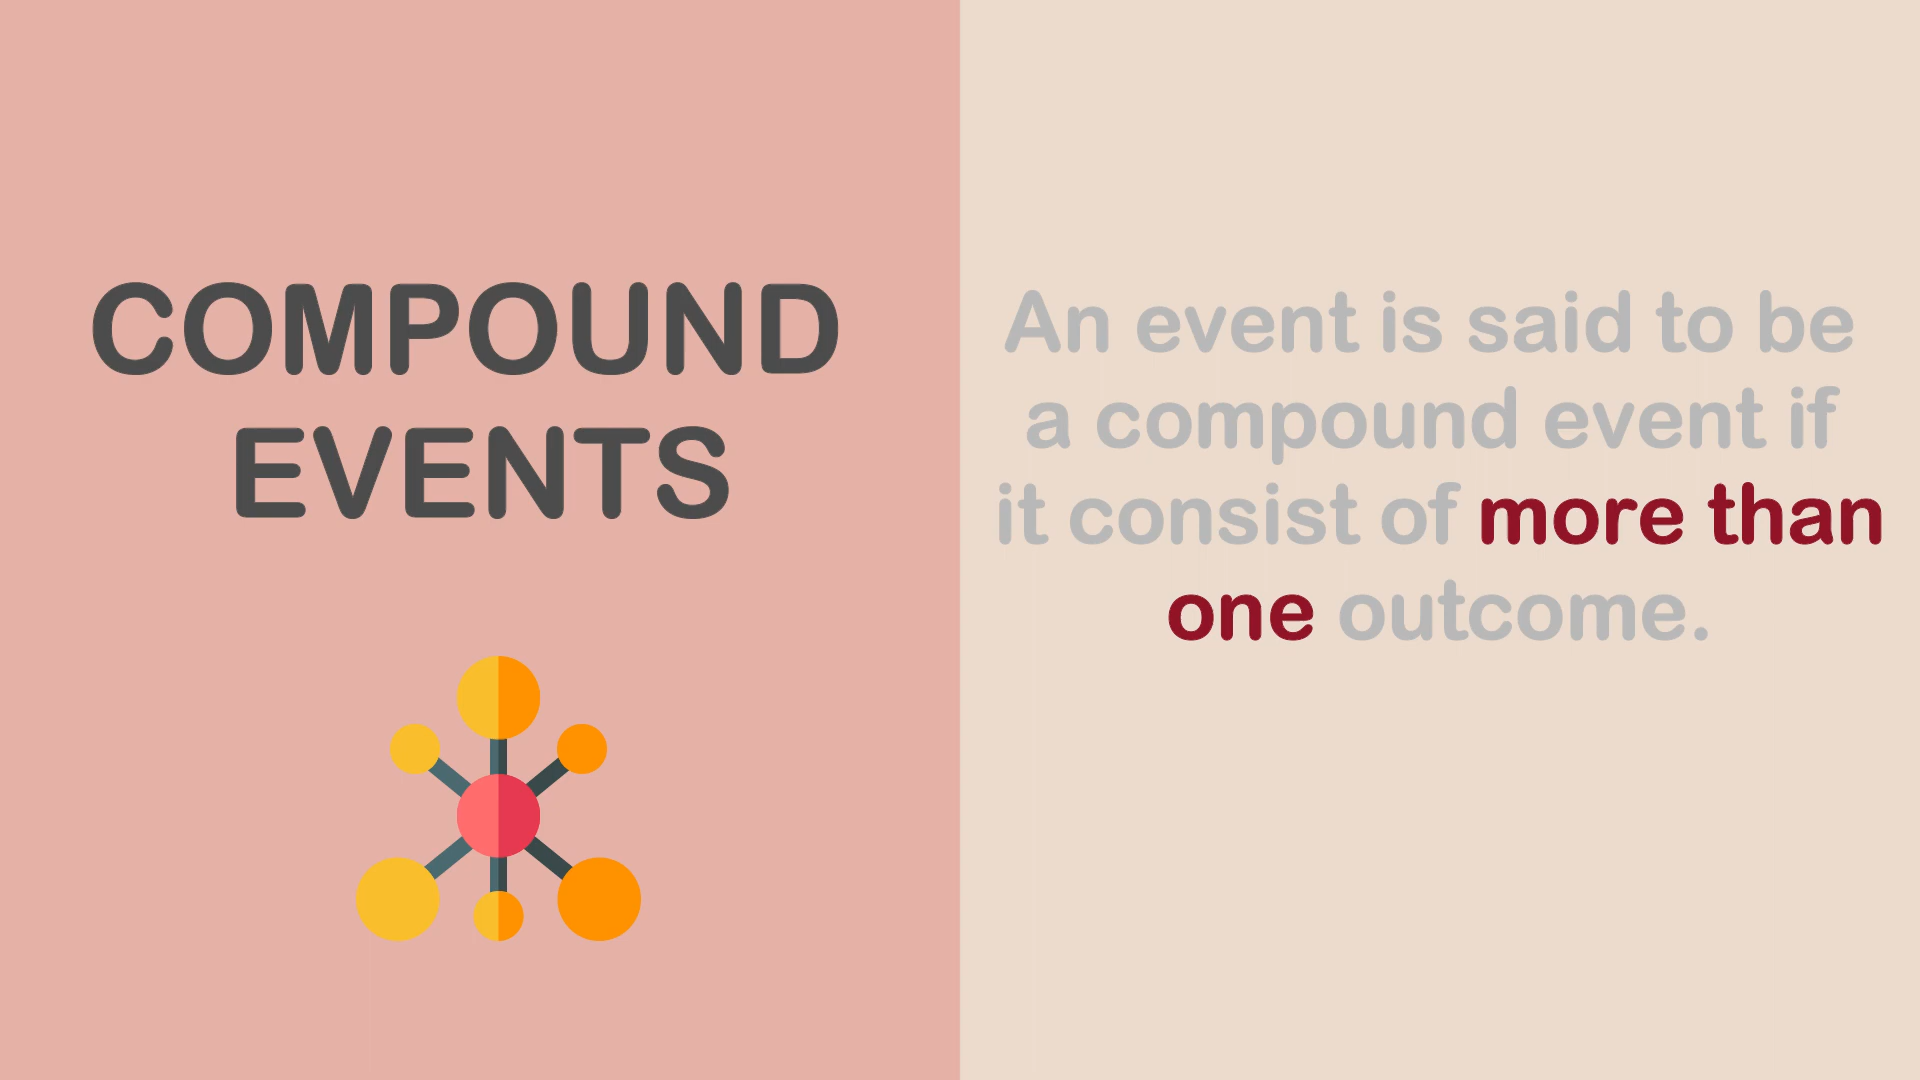 COMPOUND
EVENTS
An event is said to be
a compound event if
it consist of more than
one outcome.